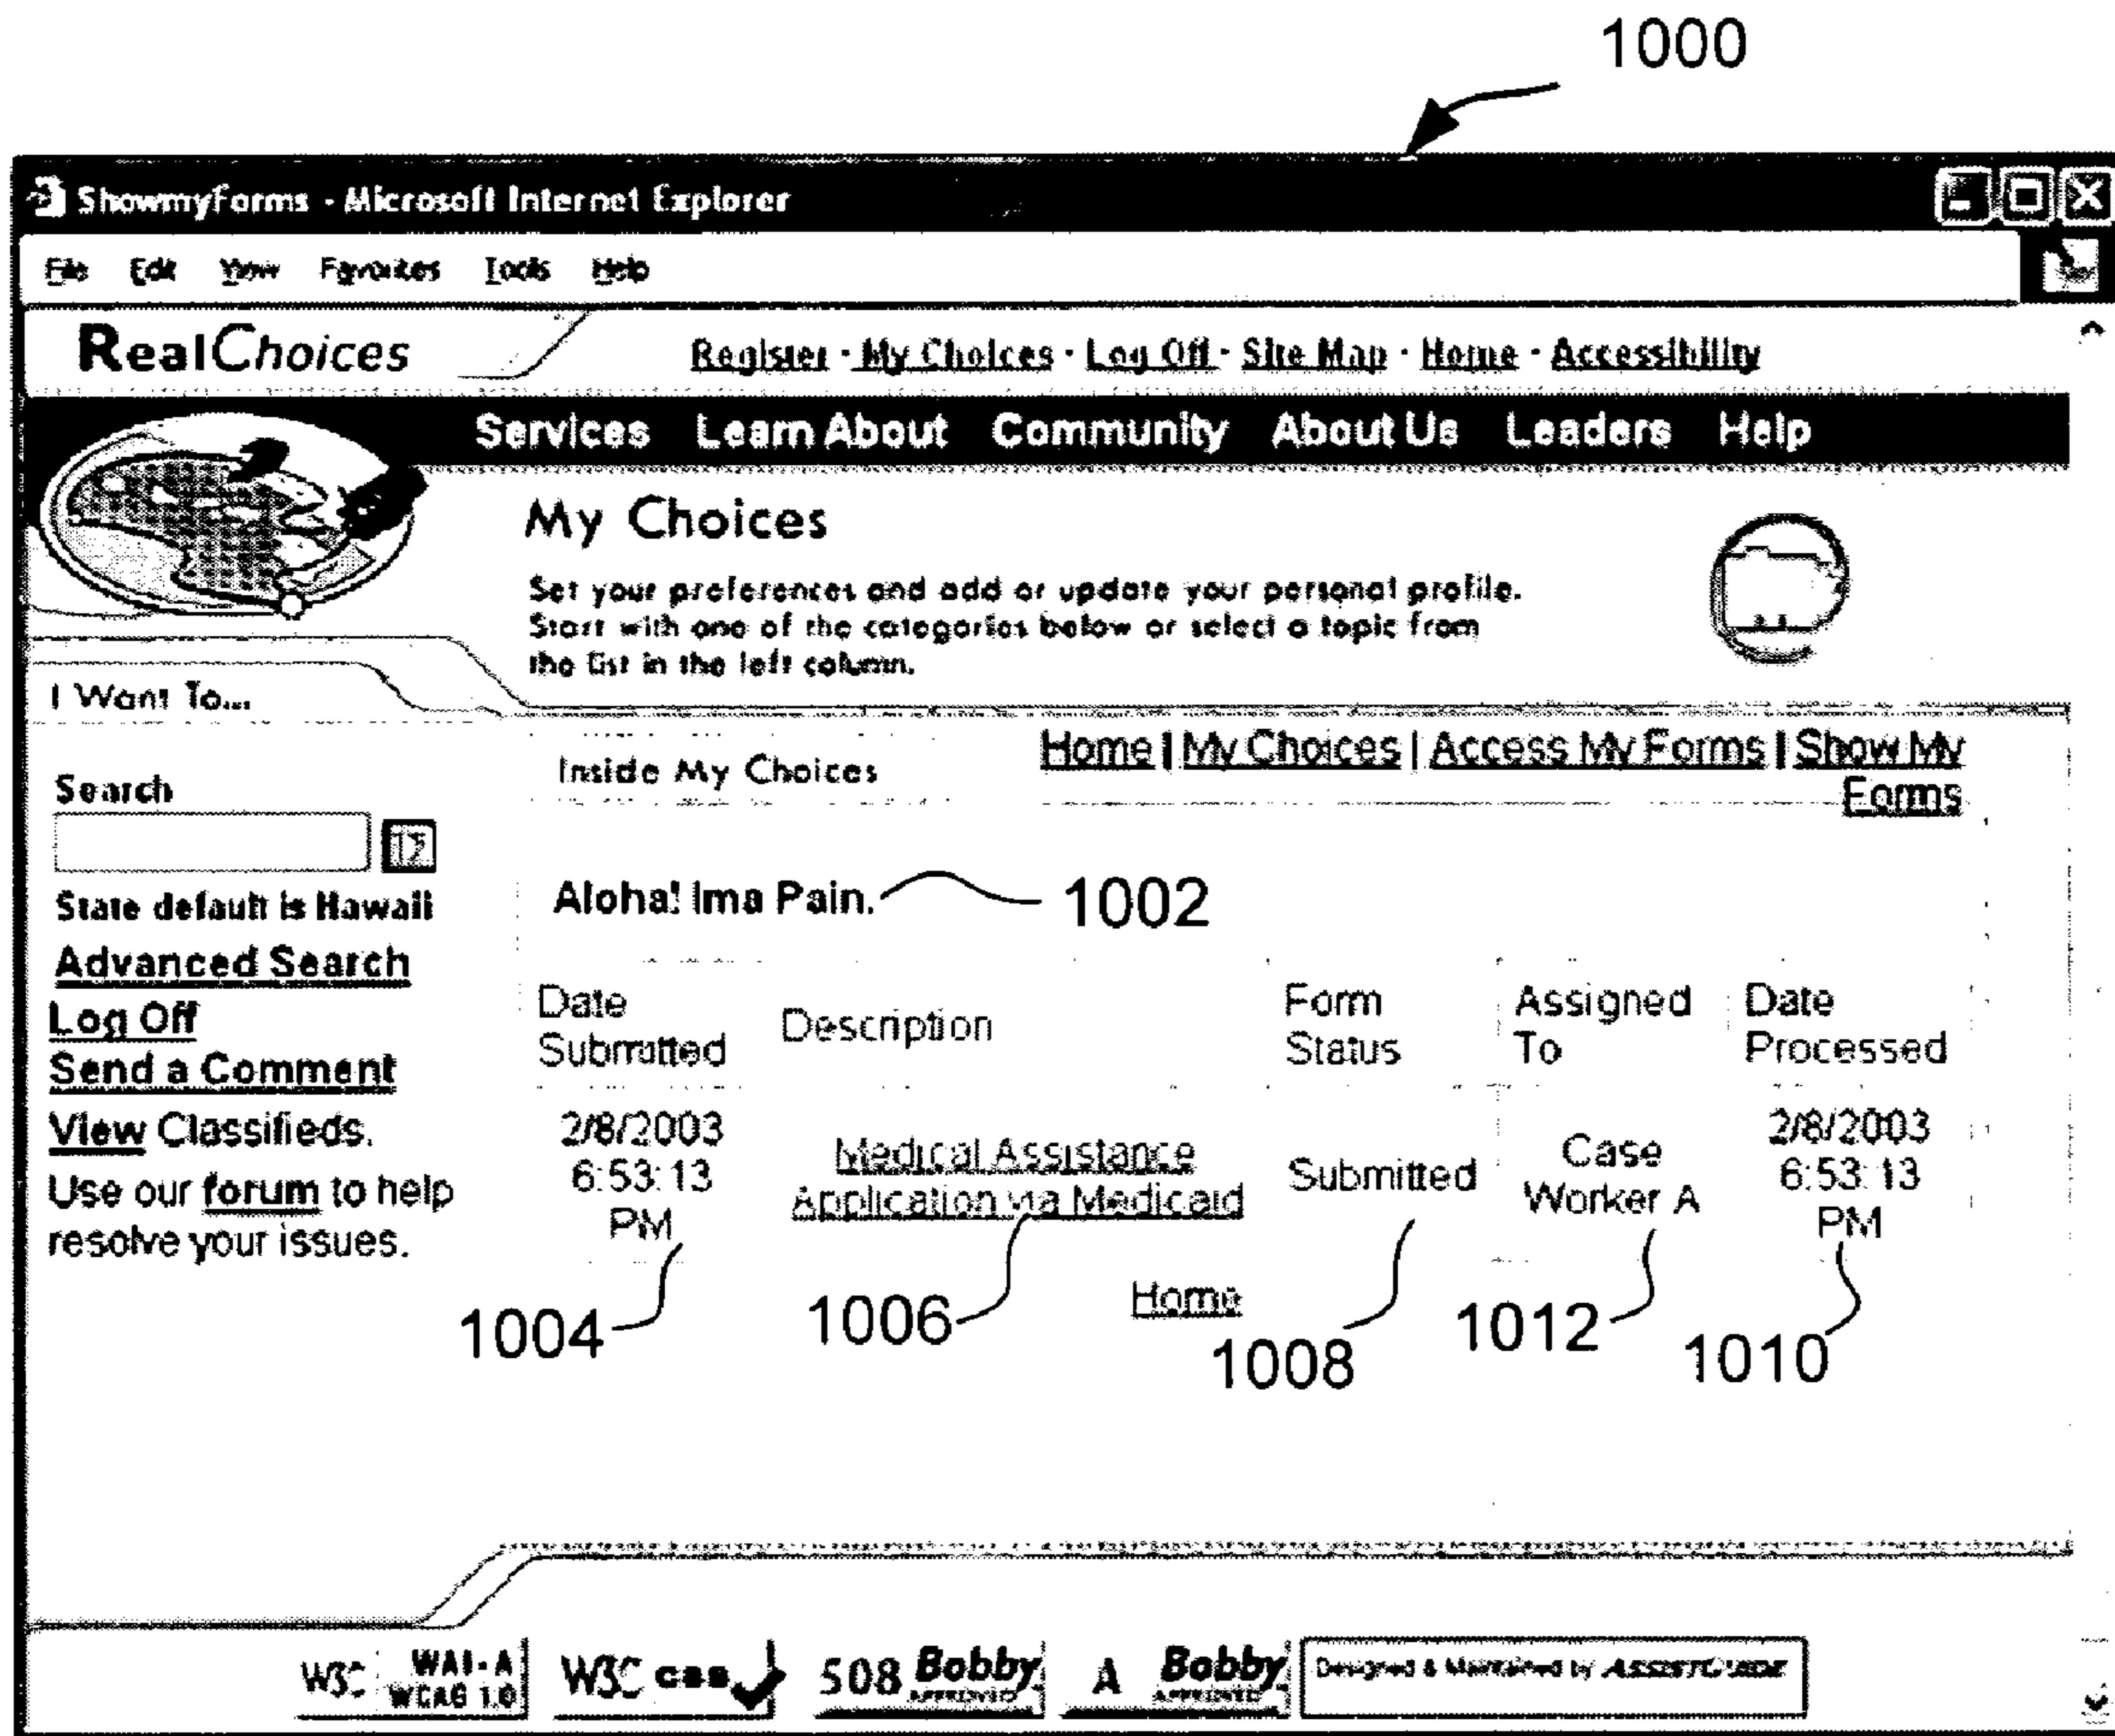 1000
ShowmyForms - Microsoft Internet Explorer
File Edit View Favorites Tools Help
RealChoices
Register · My Choices · Log Off · Site Map · Home · Accessibility
Services Learn About Community About Us Leaders Help
My Choices
Set your preferences and add or update your personal profile.
Start with one of the categories below or select a topic from
the list in the left column.
I Want To...
Inside My Choices
Home | My Choices | Access My Forms | Show My
Forms
Search
State default is Hawaii
Advanced Search
Log Off
Send a Comment
View Classifieds.
Use our forum to help
resolve your issues.
Aloha! Ima Pain.
1002
Date
Submitted
Description
Form
Status
Assigned
To
Date
Processed
2/8/2003
6:53:13
PM
Medical Assistance
Application via Medicaid
Submitted
Case
Worker A
2/8/2003
6:53:13
PM
Home
1004
1006
1008
1012
1010
W3C WAI-A
WCAG 1.0
W3C css
508 Bobby
APPROVED
A Bobby
APPROVED
Designed & Maintained by ASSISTGUIDE